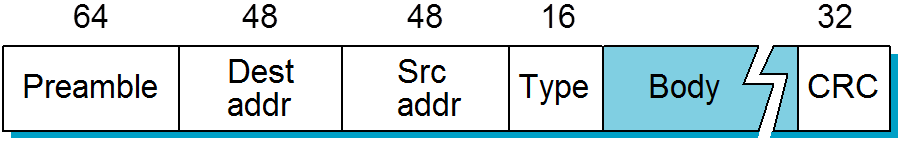 64 48 48 16 32
Preamble Dest addr Src addr Type Body CRC